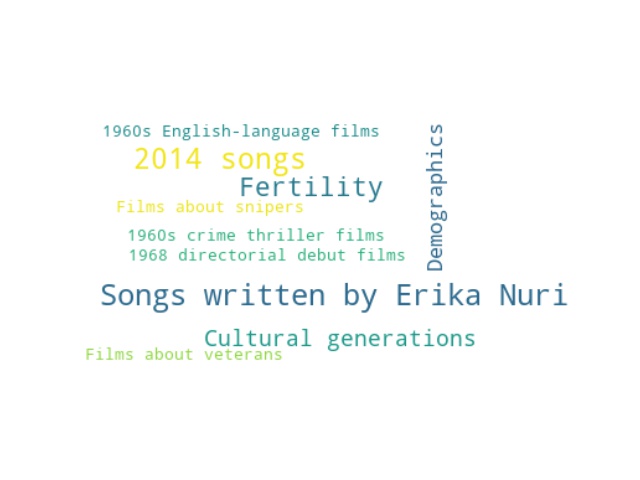 1960s English-language films
2014 songs
Fertility
Films about snipers
Demographics
1960s crime thriller films
1968 directorial debut films
Songs written by Erika Nuri
Cultural generations
Films about veterans